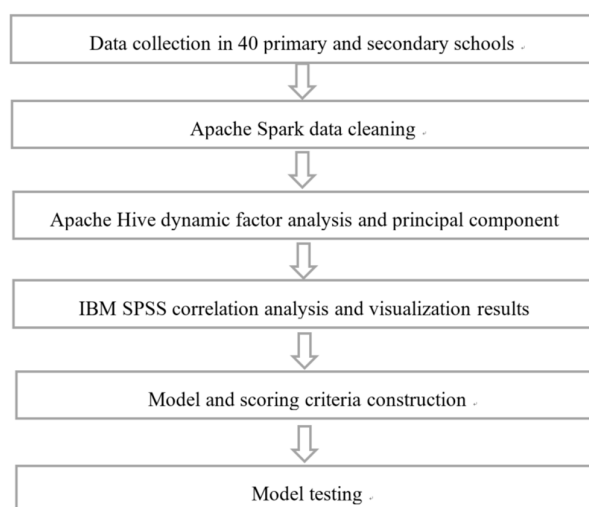 Data collection in 40 primary and secondary schools
Apache Spark data cleaning
Apache Hive dynamic factor analysis and principal component
IBM SPSS correlation analysis and visualization results
Model and scoring criteria construction
Model testing